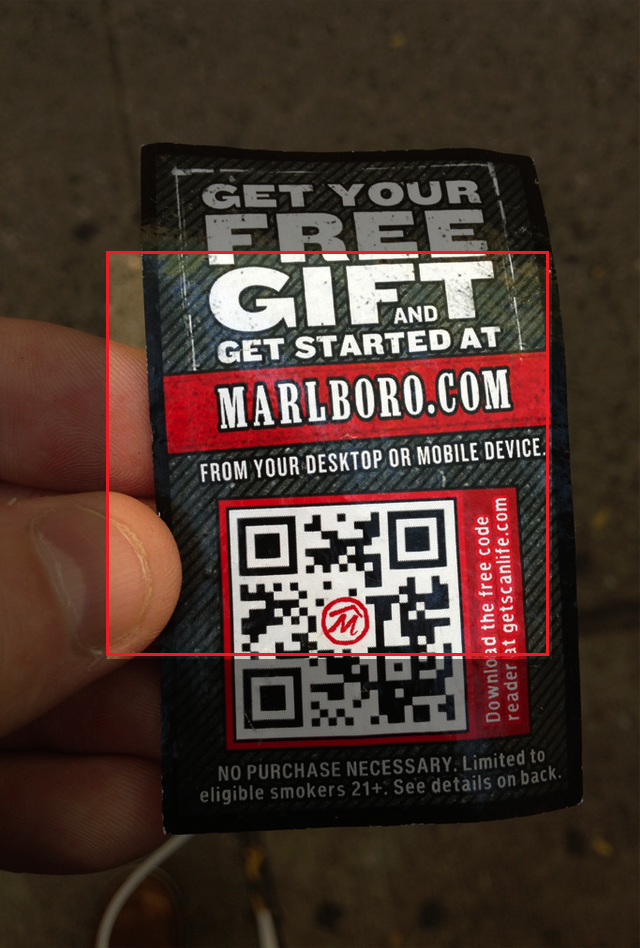 GET YOUR
FREE
GIFT
AND
GET STARTED AT
MARLBORO.COM
FROM YOUR DESKTOP OR MOBILE DEVICE.
Download the free code
reader at getscanlife.com
M
NO PURCHASE NECESSARY. Limited to
eligible smokers 21+. See details on back.